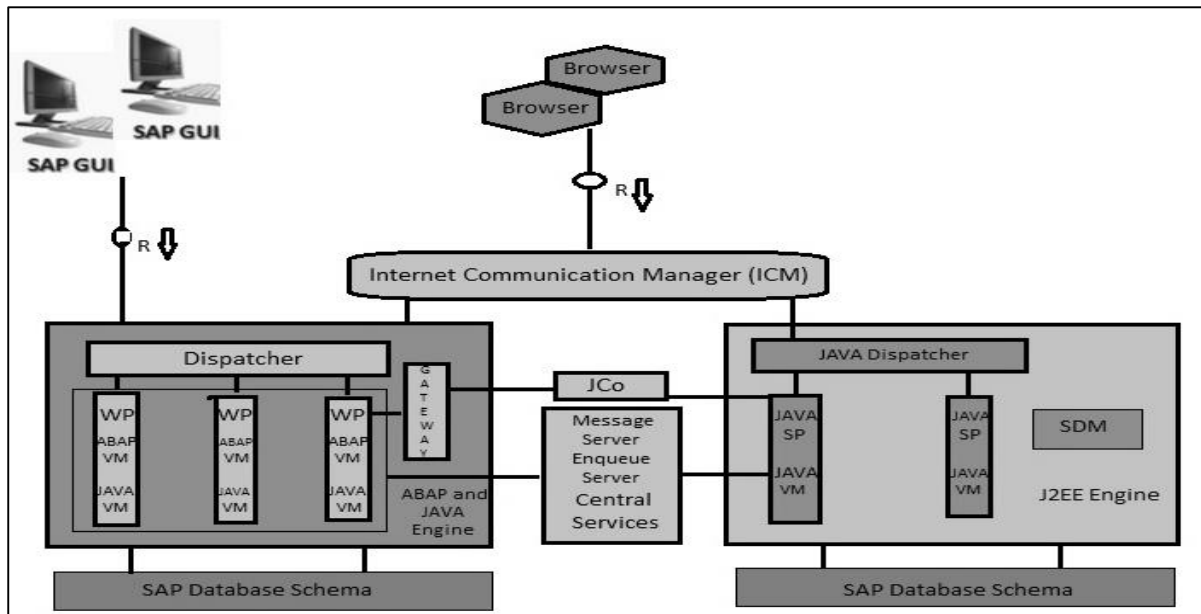 SAP GUI
SAP GUI
Browser
Browser
R
R
Internet Communication Manager (ICM)
Dispatcher
GATEWAY
WP
ABAP
VM
JAVA
VM
WP
ABAP
VM
JAVA
VM
WP
ABAP
VM
JAVA
VM
ABAP and
JAVA
Engine
JCo
Message
Server
Enqueue
Server
Central
Services
JAVA Dispatcher
JAVA
SP
JAVA
VM
JAVA
SP
JAVA
VM
SDM
J2EE Engine
SAP Database Schema
SAP Database Schema